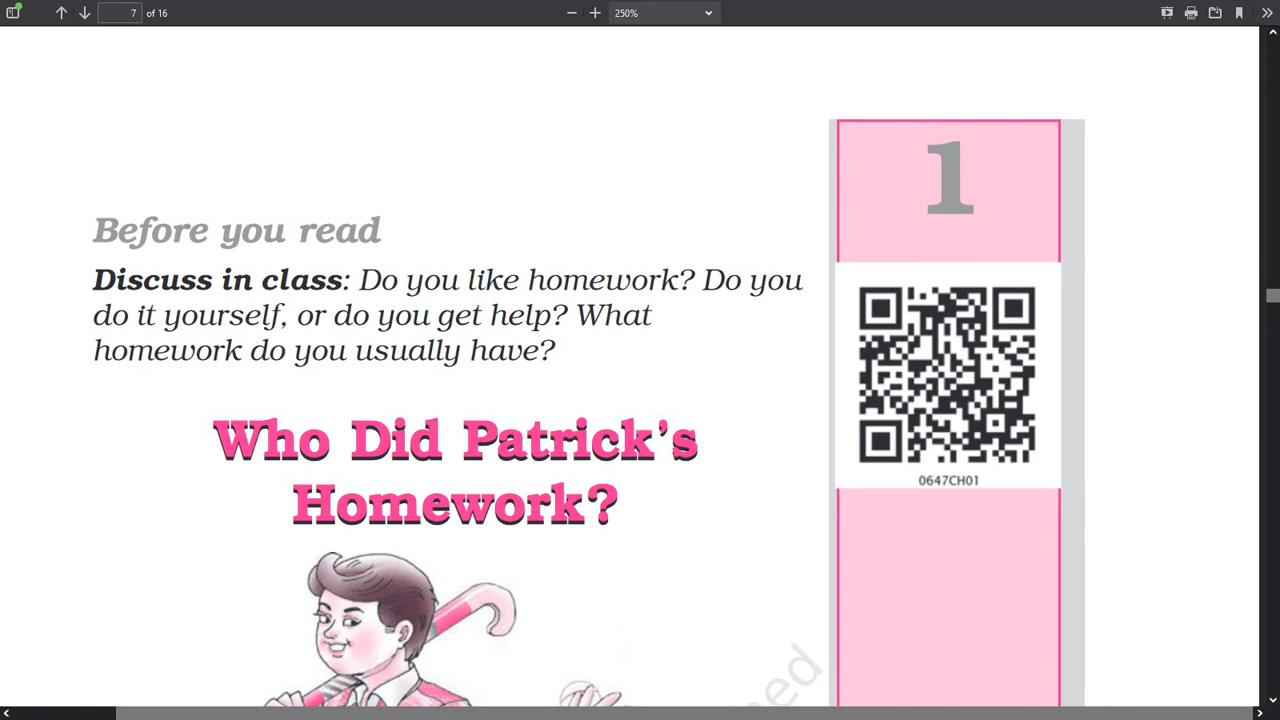 7 of 16
250%
1
Before you read
Discuss in class: Do you like homework? Do you
do it yourself, or do you get help? What
homework do you usually have?
Who Did Patrick's
Homework?
0647CH01